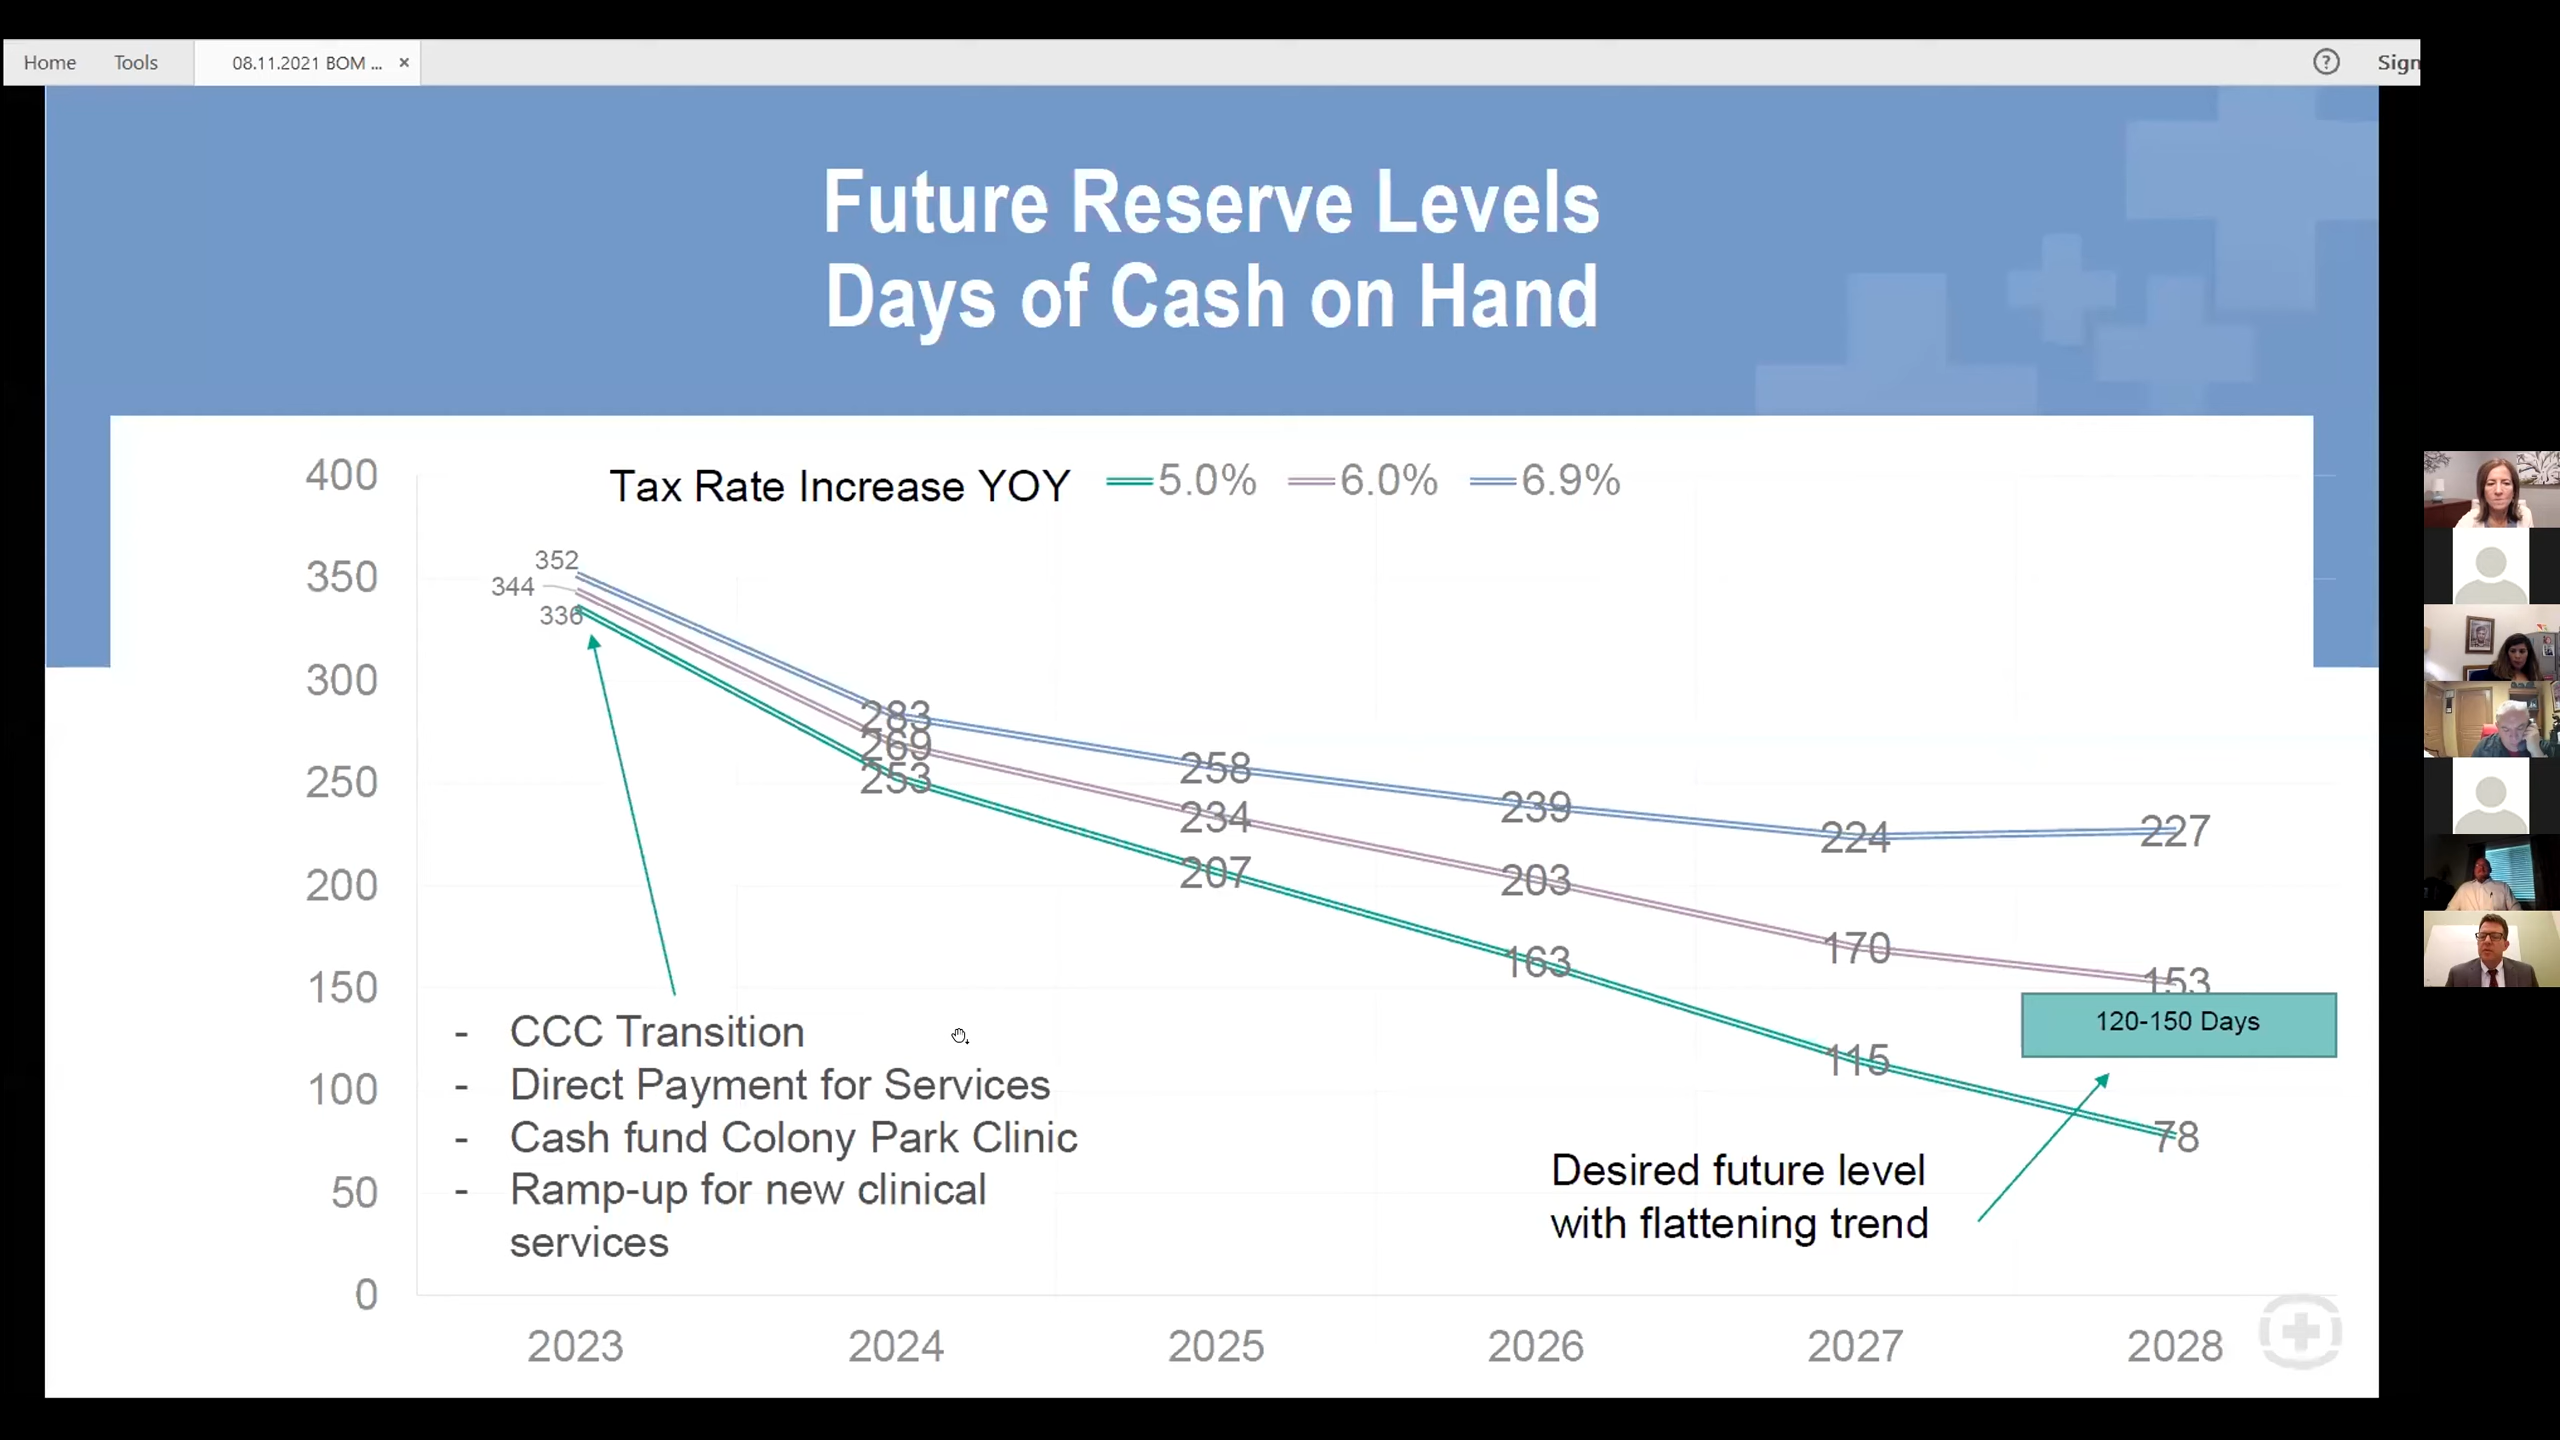 Home Tools 08.11.2021 BOM ... × ? Sign
Future Reserve Levels
Days of Cash on Hand
Tax Rate Increase YOY 5.0% 6.0% 6.9%
400
350
300
250
200
150
100
50
0
352
344
336
283
269
253
258
234
207
239
203
163
224
170
115
227
153
78
120-150 Days
- CCC Transition
- Direct Payment for Services
- Cash fund Colony Park Clinic
- Ramp-up for new clinical
services
Desired future level
with flattening trend
2023 2024 2025 2026 2027 2028